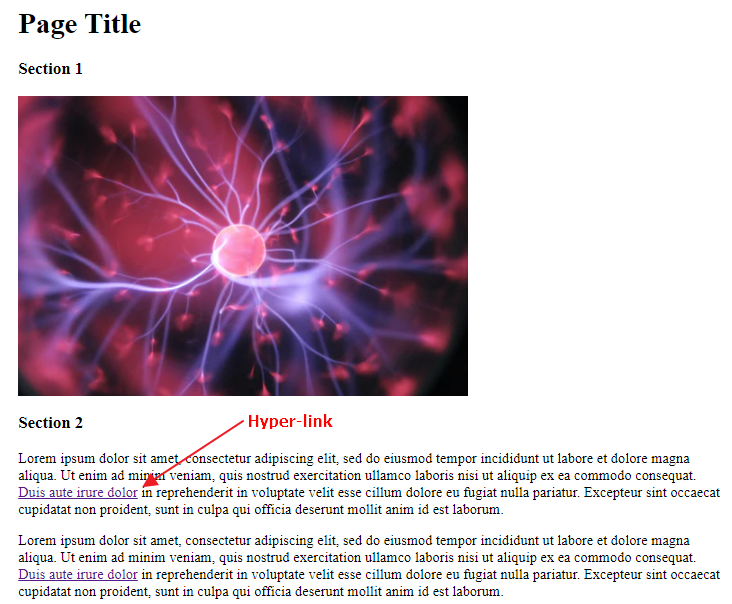 Page Title
Section 1
Section 2
Hyper-link
Lorem ipsum dolor sit amet, consectetur adipiscing elit, sed do eiusmod tempor incididunt ut labore et dolore magna
aliqua. Ut enim ad minim veniam, quis nostrud exercitation ullamco laboris nisi ut aliquip ex ea commodo consequat.
Duis aute irure dolor in reprehenderit in voluptate velit esse cillum dolore eu fugiat nulla pariatur. Excepteur sint occaecat
cupidatat non proident, sunt in culpa qui officia deserunt mollit anim id est laborum.
Lorem ipsum dolor sit amet, consectetur adipiscing elit, sed do eiusmod tempor incididunt ut labore et dolore magna
aliqua. Ut enim ad minim veniam, quis nostrud exercitation ullamco laboris nisi ut aliquip ex ea commodo consequat.
Duis aute irure dolor in reprehenderit in voluptate velit esse cillum dolore eu fugiat nulla pariatur. Excepteur sint occaecat
cupidatat non proident, sunt in culpa qui officia deserunt mollit anim id est laborum.